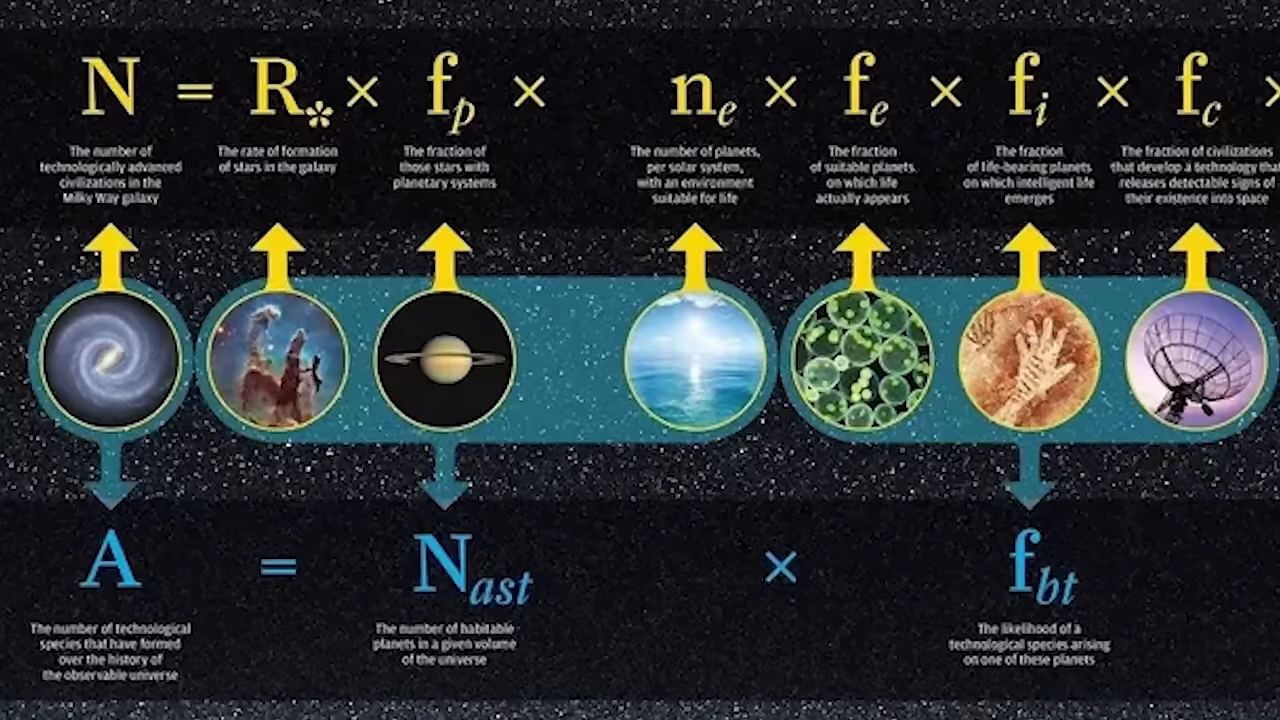 N = R* × fp × ne × fe × fi × fc ×
The number of
technologically advanced
civilizations in the
Milky Way galaxy
The rate of formation
of stars in the galaxy
The fraction of
those stars with
planetary systems
The number of planets,
per solar system,
with an environment
suitable for life
The fraction
of suitable planets
on which life
actually appears
The fraction
of life-bearing planets
on which intelligent life
emerges
The fraction of civilizations
that develop a technology that
releases detectable signs of
their existence into space
A = Nast × fbt
The number of technological
species that have formed
over the history of
the observable universe
The number of habitable
planets in a given volume
of the universe
The likelihood of a
technological species arising
on one of these planets